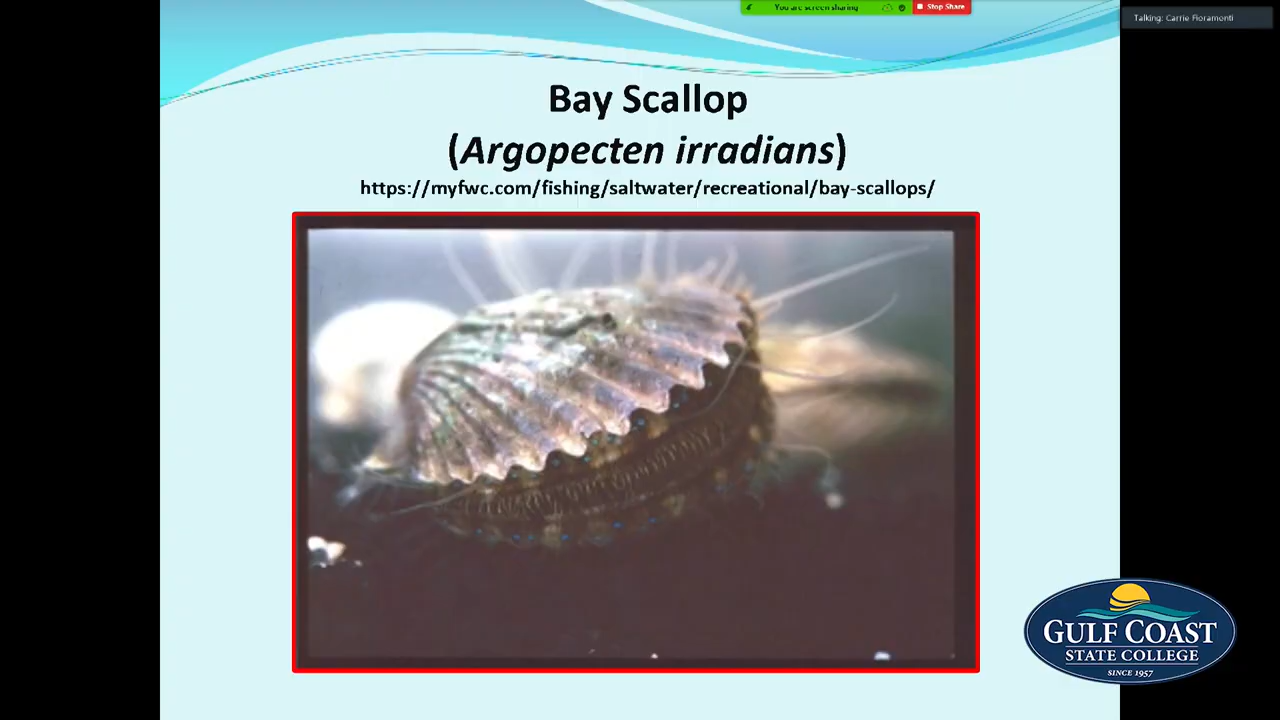 You are screen sharing
Stop Share
Talking: Carrie Fioramonti
Bay Scallop
(Argopecten irradians)
https://myfwc.com/fishing/saltwater/recreational/bay-scallops/
GULF COAST
STATE COLLEGE
SINCE 1957